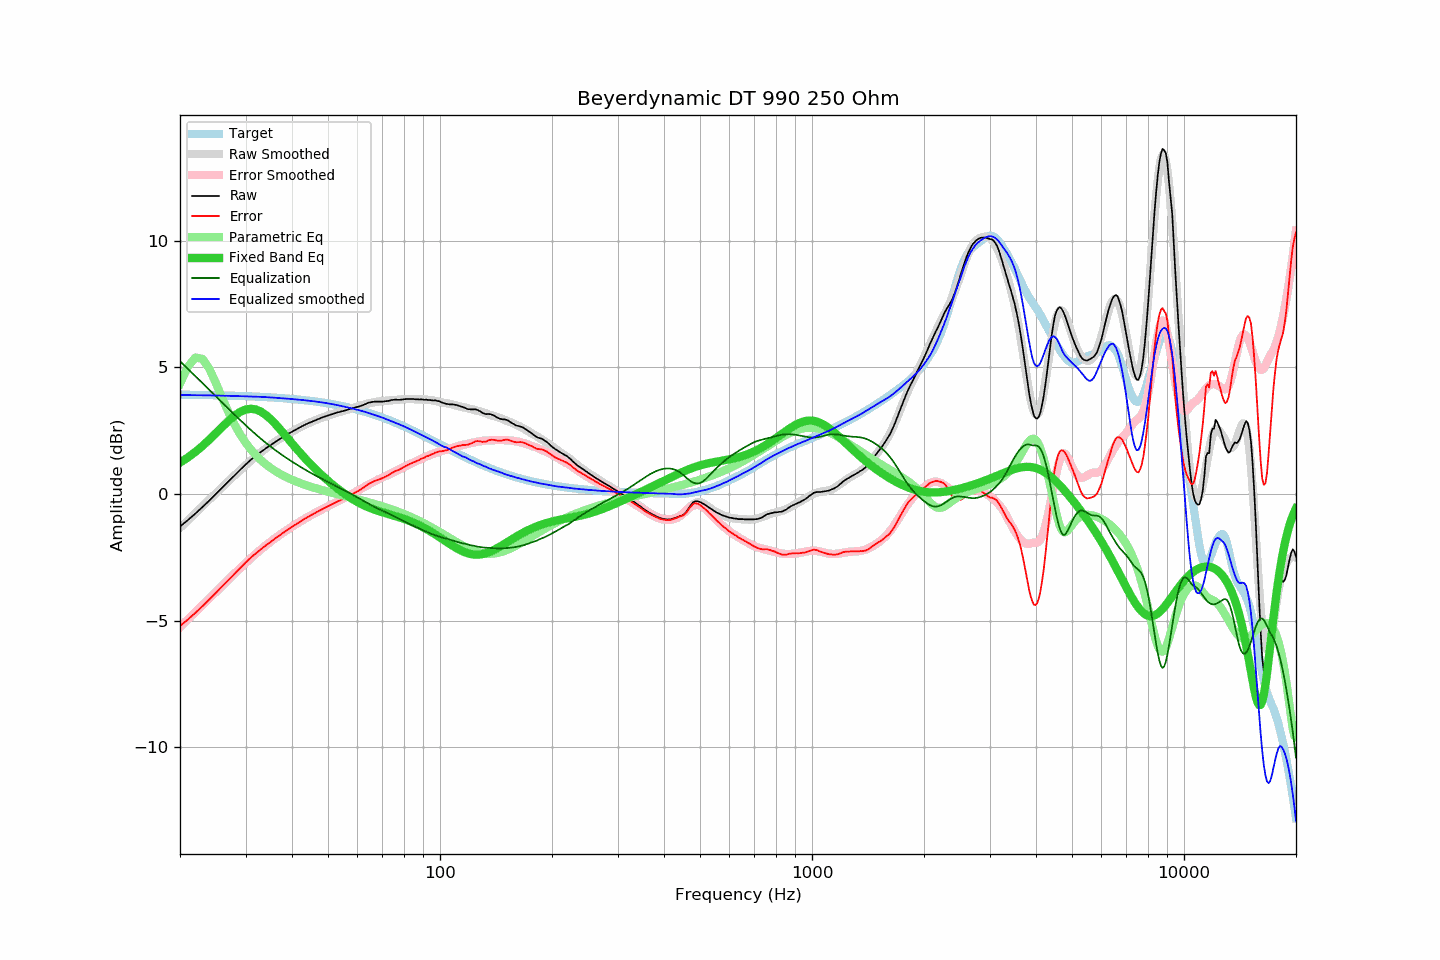 Beyerdynamic DT 990 250 Ohm
Target
Raw Smoothed
Error Smoothed
Raw
Error
Parametric Eq
Fixed Band Eq
Equalization
Equalized smoothed
Amplitude (dBr)
10
5
0
−5
−10
100
1000
10000
Frequency (Hz)